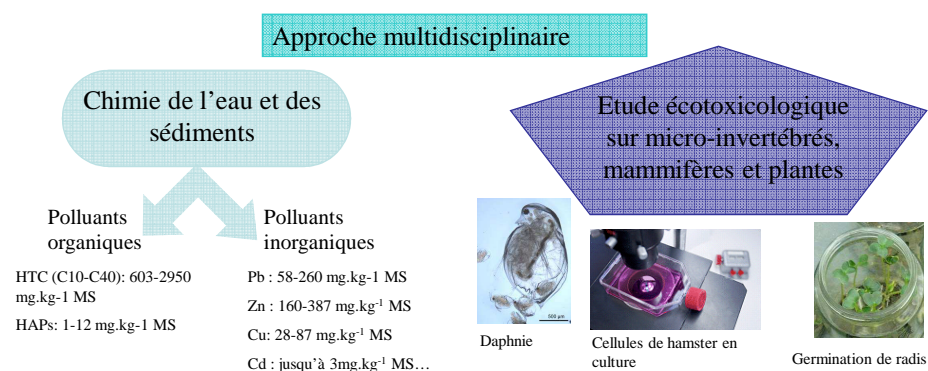 Approche multidisciplinaire
Chimie de l'eau et des
sédiments
Etude écotoxicologique
sur micro-invertébrés,
mammifères et plantes
Polluants
organiques
HTC (C10-C40): 603-2950
mg.kg-1 MS
HAPs: 1-12 mg.kg-1 MS
Polluants
inorganiques
Pb : 58-260 mg.kg-1 MS
Zn : 160-387 mg.kg⁻¹ MS
Cu: 28-87 mg.kg⁻¹ MS
Cd : jusqu'à 3mg.kg⁻¹ MS…
500 µm
Daphnie
Cellules de hamster en
culture
Germination de radis